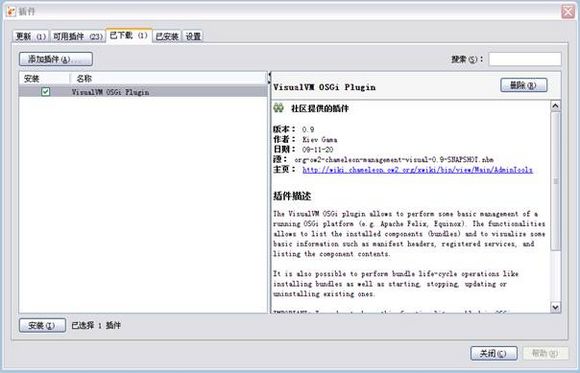 插件
更新 (1) 可用插件 (23) 已下载 (1) 已安装 设置
添加插件(A)... 搜索(S):
安装 名称
VisualVM OSGi Plugin
VisualVM OSGi Plugin 删除(R)
社区提供的插件
版本: 0.9
作者: Kiev Gama
日期: 09-11-20
源: org-ow2-chameleon-management-visual-0.9-SNAPSHOT.nbm
主页: http://wiki.chameleon.ow2.org/xwiki/bin/view/Main/AdminTools
插件描述
The VisualVM OSGi plugin allows to perform some basic management of a
running OSGi platform (e.g. Apache Felix, Equinox). The functionalities
allows to list the installed components (bundles) and to visualize some
basic information such as manifest headers, registered services, and
listing the component contents.
It is also possible to perform bundle life-cycle operations like
installing bundles as well as starting, stopping, updating or
uninstalling existing ones.
安装(I) 已选择 1 插件
关闭(C) 帮助(H)